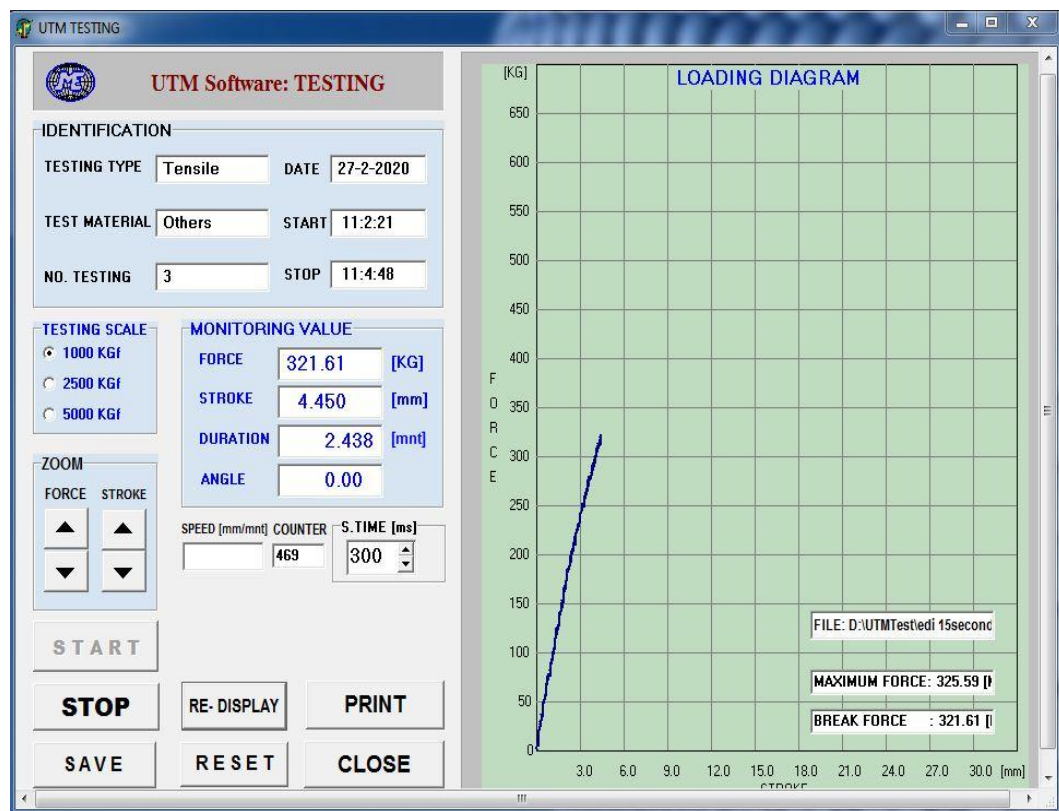 UTM TESTING
UTM Software: TESTING
IDENTIFICATION
TESTING TYPE Tensile DATE 27-2-2020
TEST MATERIAL Others START 11:2:21
NO. TESTING 3 STOP 11:4:48
TESTING SCALE
1000 KGf
2500 KGf
5000 KGf
MONITORING VALUE
FORCE 321.61 [KG]
STROKE 4.450 [mm]
DURATION 2.438 [mnt]
ANGLE 0.00
ZOOM
FORCE STROKE
SPEED [mm/mnt] COUNTER S.TIME [ms]
469 300
START
STOP RE- DISPLAY PRINT
SAVE RESET CLOSE
[KG] LOADING DIAGRAM
650
600
550
500
450
400
350
300
250
200
150
100
50
0
FORCE
FILE: D:\UTMTest\edi 15second
MAXIMUM FORCE: 325.59 [
BREAK FORCE : 321.61 [
3.0 6.0 9.0 12.0 15.0 18.0 21.0 24.0 27.0 30.0 [mm]
STROKE